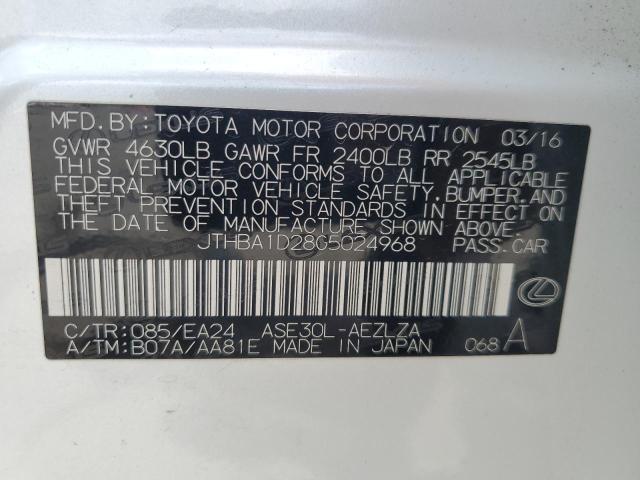 MFD.BY:TOYOTA MOTOR CORPORATION 03/16
GVWR 4630LB GAWR FR 2400LB RR 2545LB
THIS VEHICLE CONFORMS TO ALL APPLICABLE
FEDERAL MOTOR VEHICLE SAFETY,BUMPER,AND
THEFT PREVENTION STANDARDS IN EFFECT ON
THE DATE OF MANUFACTURE SHOWN ABOVE.
JTHBA1D28G5024968 PASS.CAR
C/TR:085/EA24 ASE30L-AEZLZA
A/TM:B07A/AA81E MADE IN JAPAN 068 A